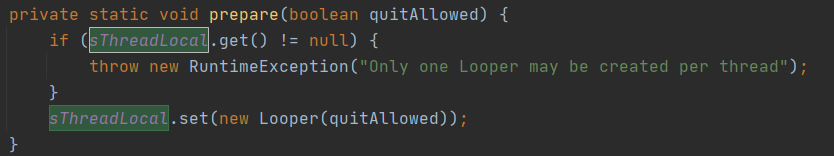 private static void prepare(boolean quitAllowed) {
    if (sThreadLocal.get() != null) {
        throw new RuntimeException("Only one Looper may be created per thread");
    }
    sThreadLocal.set(new Looper(quitAllowed));
}